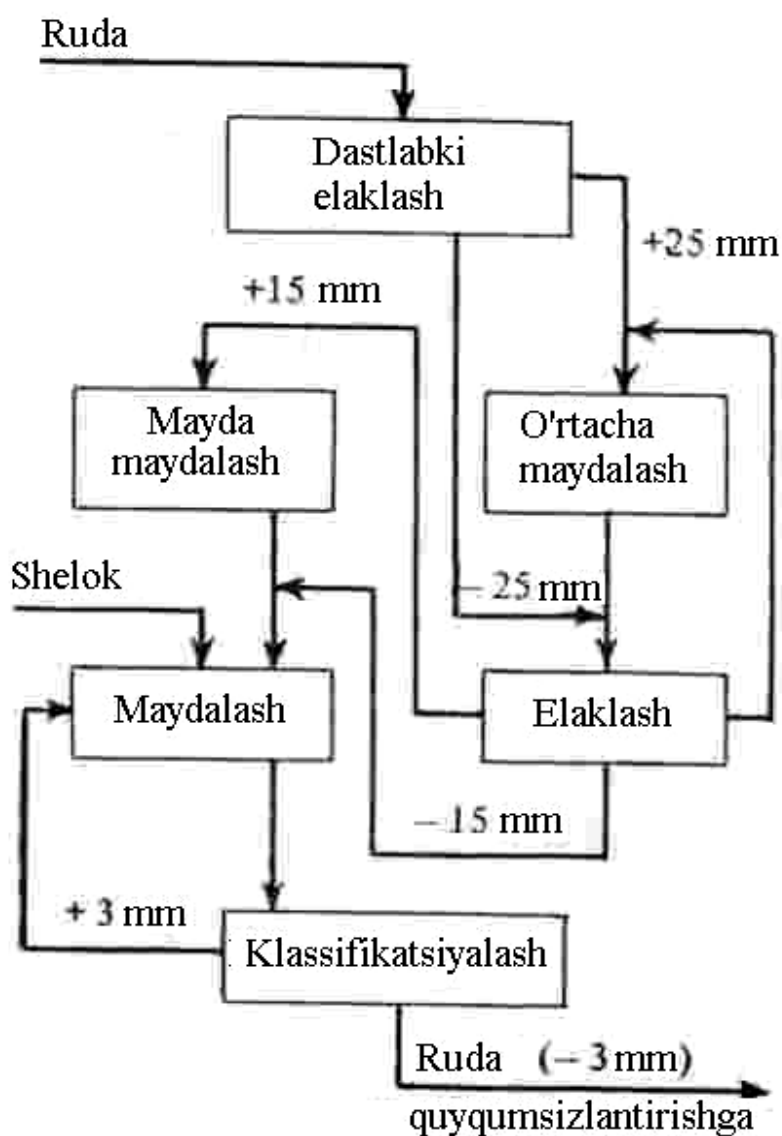 Ruda
Dastlabki
elaklash
+25 mm
+15 mm
Mayda
maydalash
O'rtacha
maydalash
Shelok
– 25 mm
Maydalash
Elaklash
– 15 mm
+ 3 mm
Klassifikatsiyalash
Ruda (– 3 mm)
quyqumsizlantirishga